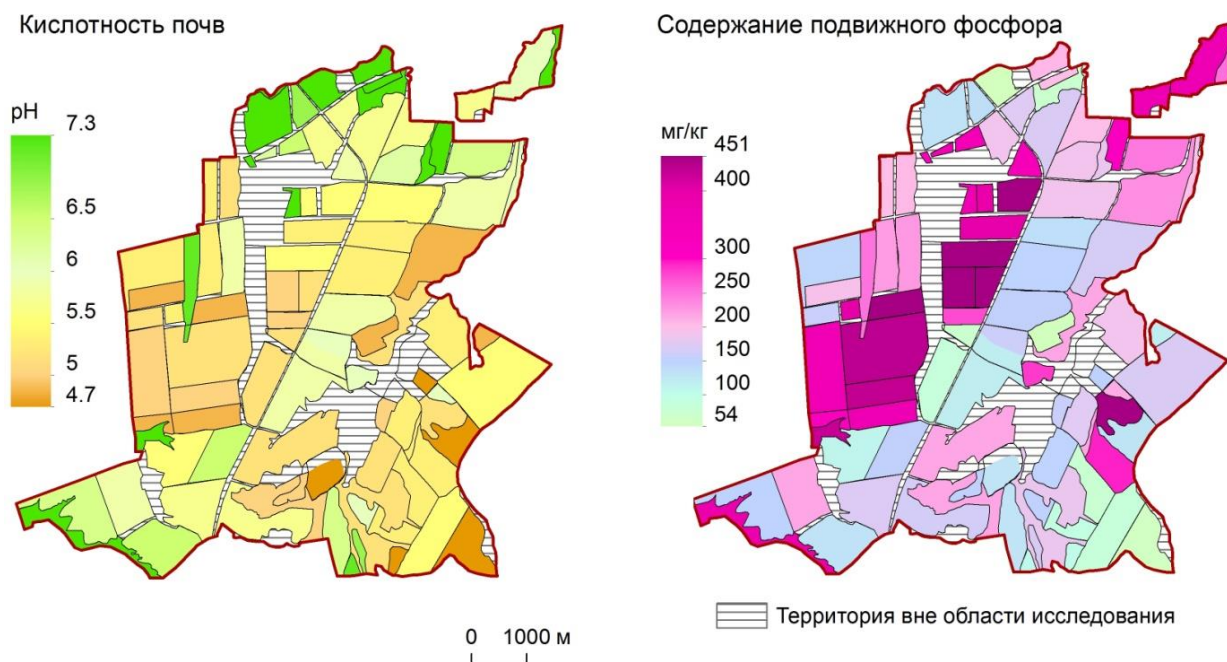 Кислотность почв
pH
7.3
6.5
6
5.5
5
4.7
Содержание подвижного фосфора
мг/кг
451
400
300
250
200
150
100
54
Территория вне области исследования
0 1000 м